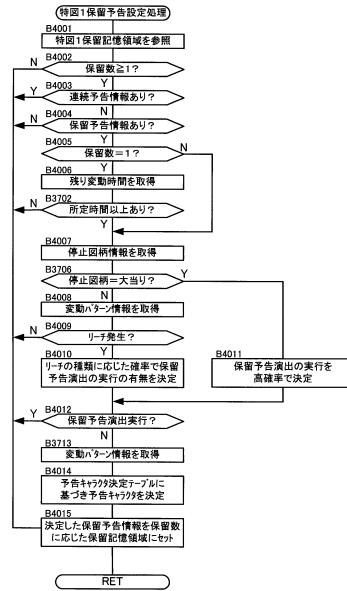 特図1保留予告設定処理
B4001
特図1保留記憶領域を参照
B4002
N
保留数≧1?
Y
B4003
Y
連続予告情報あり?
N
B4004
N
保留予告情報あり?
Y
B4005
保留数=1?
N
Y
B4006
残り変動時間を取得
B3702
N
所定時間以上あり?
Y
B4007
停止図柄情報を取得
B3706
停止図柄=大当り?
Y
N
B4008
変動パターン情報を取得
B4009
N
リーチ発生?
Y
B4010
リーチの種類に応じた確率で保留
予告演出の実行の有無を決定
B4011
保留予告演出の実行を
高確率で決定
B4012
Y
保留予告演出実行?
N
B3713
変動パターン情報を取得
B4014
予告キャラクタ決定テーブルに
基づき予告キャラクタを決定
B4015
決定した保留予告情報を保留数
に応じた保留記憶領域にセット
RET